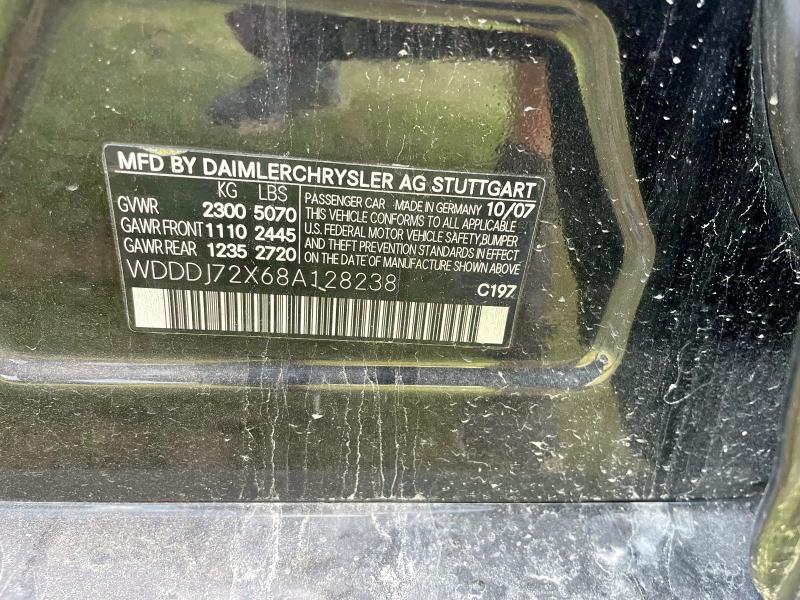 MFD BY DAIMLERCHRYSLER AG STUTTGART
KG LBS
GVWR 2300 5070
GAWR FRONT 1110 2445
GAWR REAR 1235 2720
PASSENGER CAR MADE IN GERMANY 10/07
THIS VEHICLE CONFORMS TO ALL APPLICABLE
U.S. FEDERAL MOTOR VEHICLE SAFETY,BUMPER
AND THEFT PREVENTION STANDARDS IN EFFECT
ON THE DATE OF MANUFACTURE SHOWN ABOVE
WDDDJ72X68A128238
C197